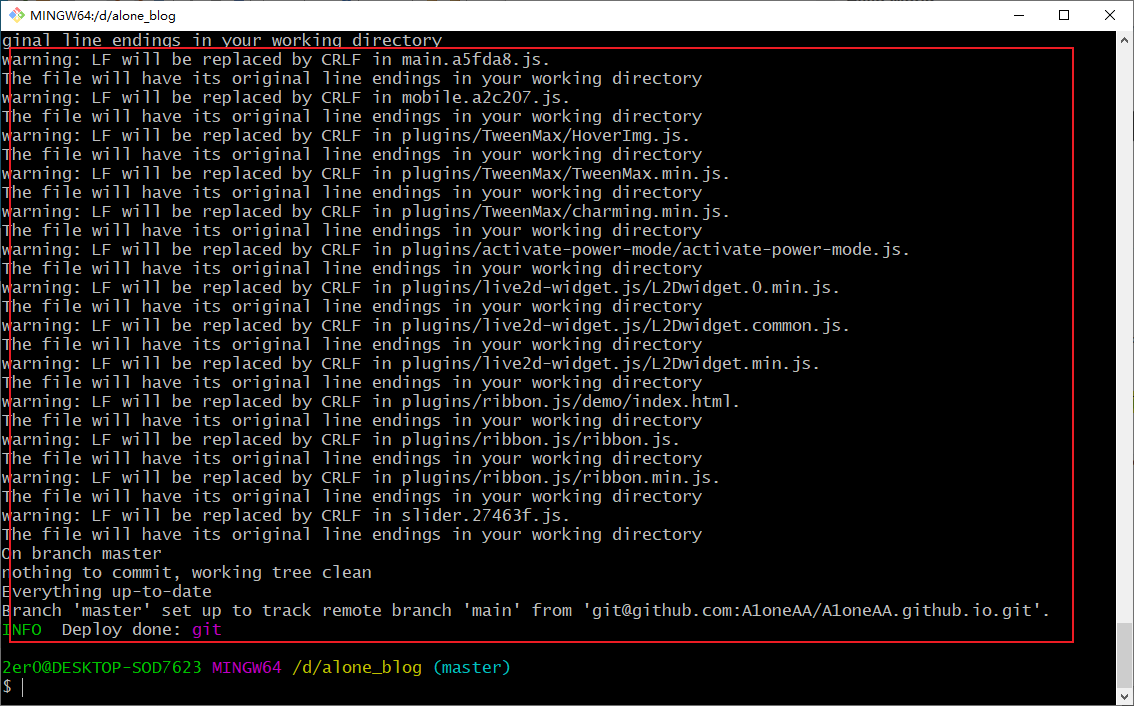 MINGW64:/d/alone_blog
ginal line endings in your working directory
warning: LF will be replaced by CRLF in main.a5fda8.js.
The file will have its original line endings in your working directory
warning: LF will be replaced by CRLF in mobile.a2c207.js.
The file will have its original line endings in your working directory
warning: LF will be replaced by CRLF in plugins/TweenMax/HoverImg.js.
The file will have its original line endings in your working directory
warning: LF will be replaced by CRLF in plugins/TweenMax/TweenMax.min.js.
The file will have its original line endings in your working directory
warning: LF will be replaced by CRLF in plugins/TweenMax/charming.min.js.
The file will have its original line endings in your working directory
warning: LF will be replaced by CRLF in plugins/activate-power-mode/activate-power-mode.js.
The file will have its original line endings in your working directory
warning: LF will be replaced by CRLF in plugins/live2d-widget.js/L2Dwidget.0.min.js.
The file will have its original line endings in your working directory
warning: LF will be replaced by CRLF in plugins/live2d-widget.js/L2Dwidget.common.js.
The file will have its original line endings in your working directory
warning: LF will be replaced by CRLF in plugins/live2d-widget.js/L2Dwidget.min.js.
The file will have its original line endings in your working directory
warning: LF will be replaced by CRLF in plugins/ribbon.js/demo/index.html.
The file will have its original line endings in your working directory
warning: LF will be replaced by CRLF in plugins/ribbon.js/ribbon.js.
The file will have its original line endings in your working directory
warning: LF will be replaced by CRLF in plugins/ribbon.js/ribbon.min.js.
The file will have its original line endings in your working directory
warning: LF will be replaced by CRLF in slider.27463f.js.
The file will have its original line endings in your working directory
On branch master
nothing to commit, working tree clean
Everything up-to-date
Branch 'master' set up to track remote branch 'main' from 'git@github.com:A1oneAA/A1oneAA.github.io.git'.
INFO  Deploy done: git
2er0@DESKTOP-SOD7623 MINGW64 /d/alone_blog (master)
$